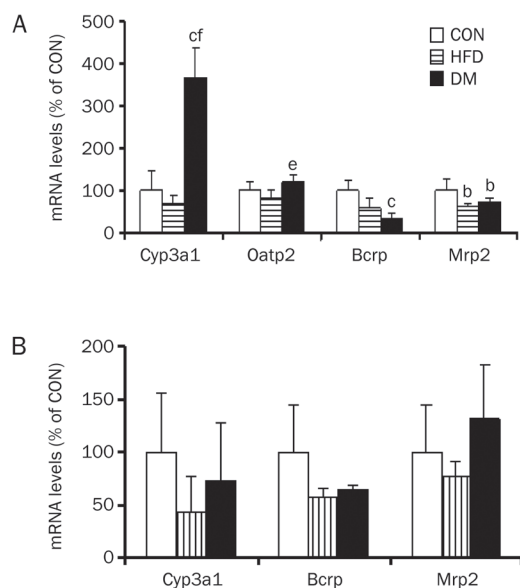 A
mRNA levels (% of CON)
500
400
300
200
100
0
CON
HFD
DM
cf
e
c
b
b
Cyp3a1
Oatp2
Bcrp
Mrp2
B
mRNA levels (% of CON)
200
150
100
50
0
Cyp3a1
Bcrp
Mrp2